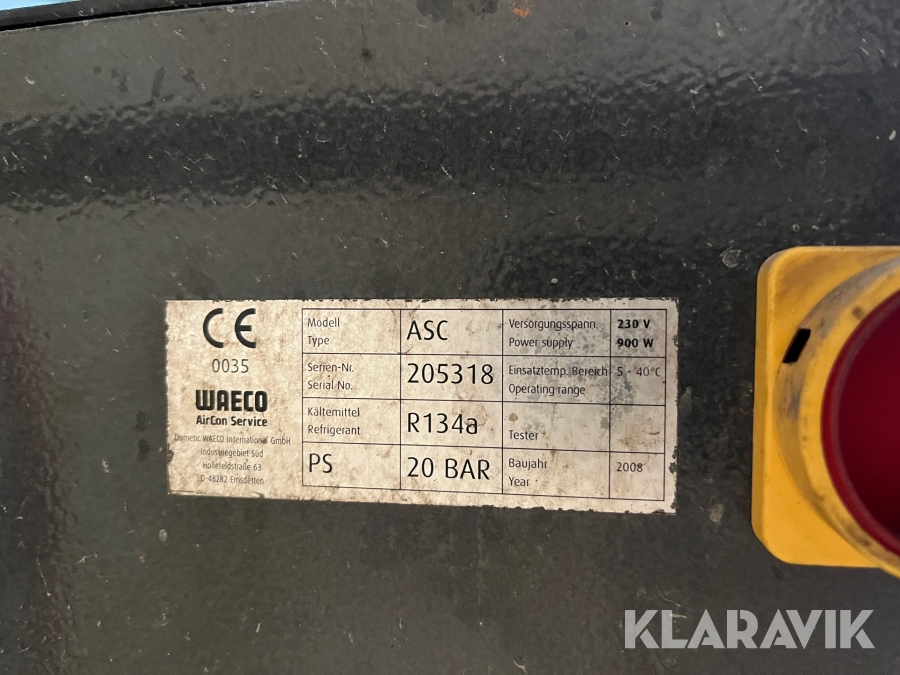 CE
0035
WAECO
AirCon Service
Dometic WAECO International GmbH
Industriegebiet Süd
Hollefeldstraße 63
D-48282 Emsdetten
Modell
Type
ASC
Versorgungsspann.
Power supply
230 V
900 W
Serien-Nr.
Serial No.
205318
Einsatztemp. Bereich
Operating range
5 - 40°C
Kältemittel
Refrigerant
R134a
Tester
PS
20 BAR
Baujahr
Year
2008
KLARAVIK